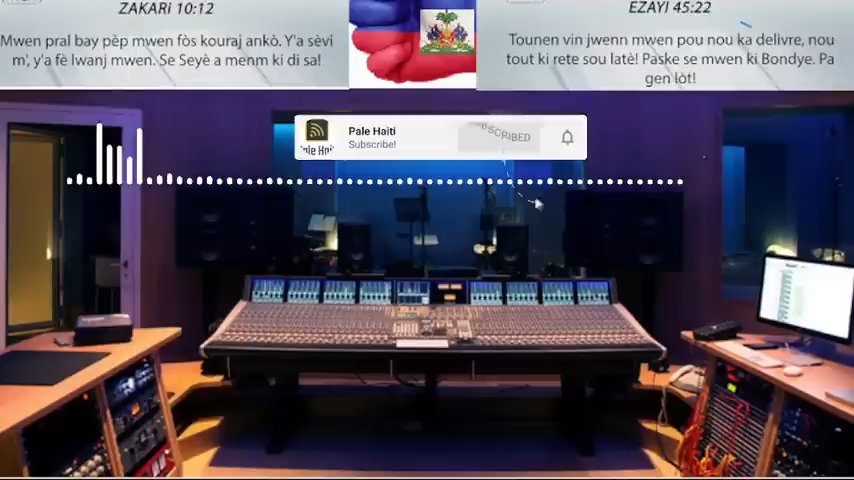 ZAKARi 10:12
Mwen pral bay pèp mwen fòs kouraj ankò. Y'a sèvi
m', y'a fè lwanj mwen. Se Seyè a menm ki di sa!
EZAYI 45:22
Tounen vin jwenn mwen pou nou ka delivre, nou
tout ki rete sou latè! Paske se mwen ki Bondye. Pa
gen lòt!
Pale Haiti
Subscribe!